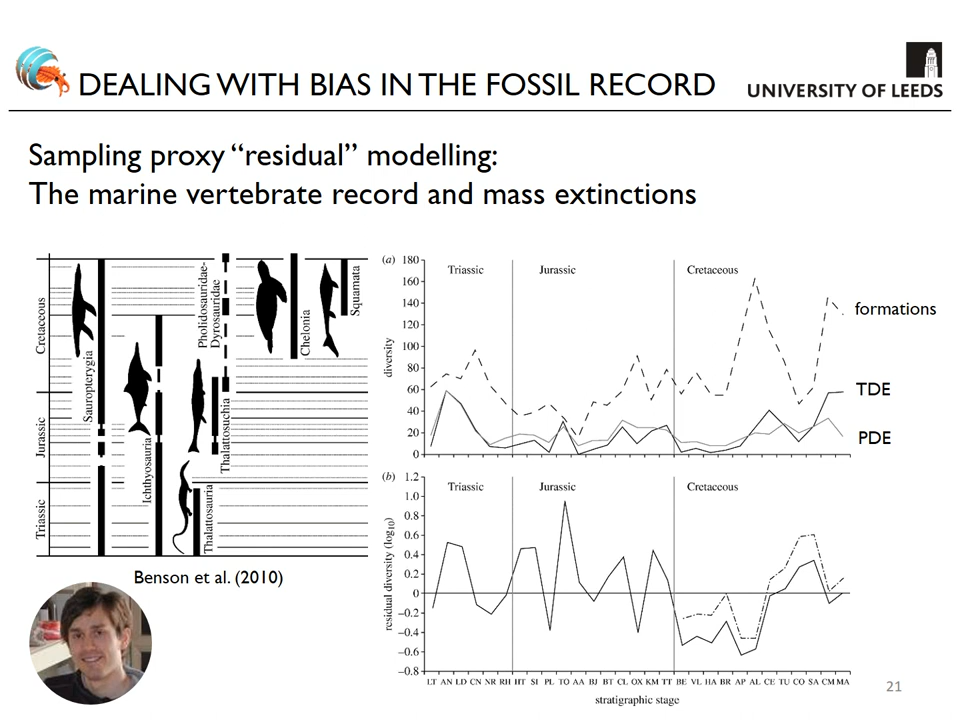 DEALING WITH BIAS IN THE FOSSIL RECORD
UNIVERSITY OF LEEDS
Sampling proxy “residual” modelling:
The marine vertebrate record and mass extinctions
Cretaceous
Jurassic
Triassic
Sauropterygia
Ichthyosauria
Thalattosauria
Thalattosuchia
Pholidosauridae-
Dyrosauridae
Chelonia
Squamata
Benson et al. (2010)
(a)
diversity
180
160
140
120
100
80
60
40
20
0
Triassic
Jurassic
Cretaceous
formations
TDE
PDE
(b)
residual diversity (log10)
1.2
1.0
0.8
0.6
0.4
0.2
0
–0.2
–0.4
–0.6
–0.8
Triassic
Jurassic
Cretaceous
LT AN LD CN NR RH HT SI PL TO AA BJ BT CL OX KM TT BE VL HA BR AP AL CE TU CO SA CM MA
stratigraphic stage
21